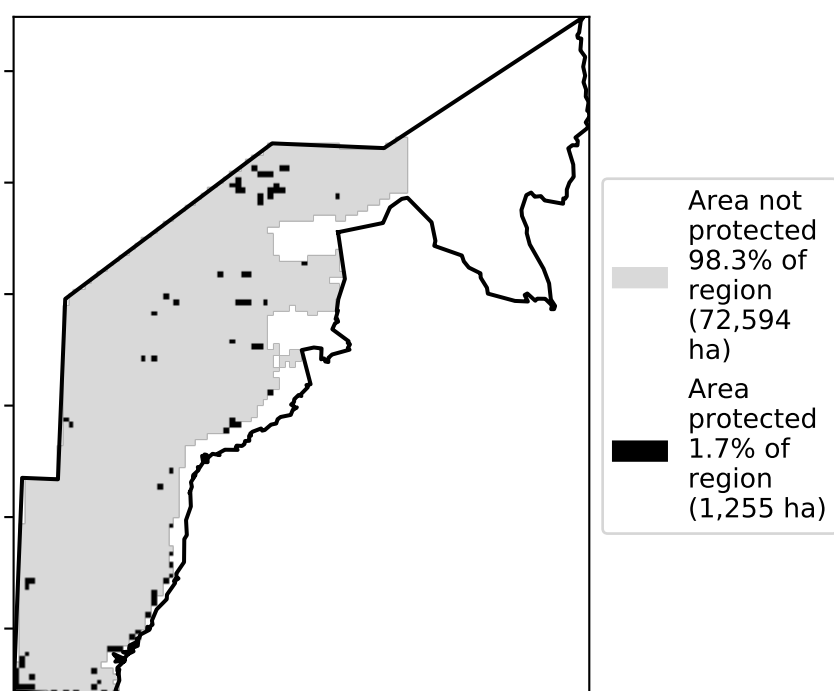 Area not
protected
98.3% of
region
(72,594
ha)
Area
protected
1.7% of
region
(1,255 ha)